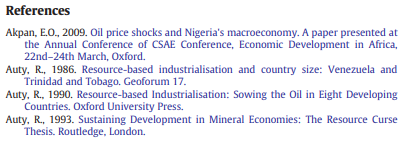 References
Akpan, E.O., 2009. Oil price shocks and Nigeria's macroeconomy. A paper presented at
the Annual Conference of CSAE Conference, Economic Development in Africa,
22nd–24th March, Oxford.
Auty, R., 1986. Resource-based industrialisation and country size: Venezuela and
Trinidad and Tobago. Geoforum 17.
Auty, R., 1990. Resource-based Industrialisation: Sowing the Oil in Eight Developing
Countries. Oxford University Press.
Auty, R., 1993. Sustaining Development in Mineral Economies: The Resource Curse
Thesis. Routledge, London.